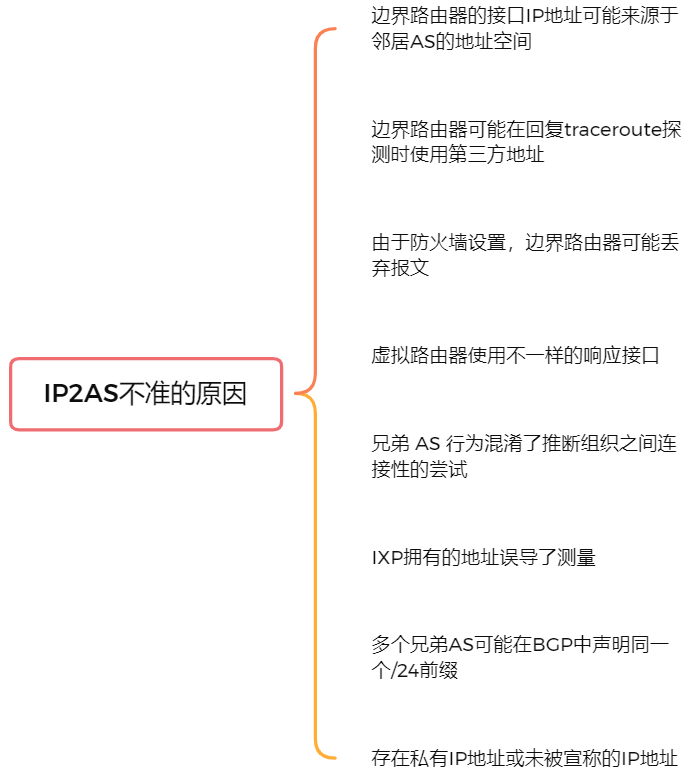 边界路由器的接口IP地址可能来源于
邻居AS的地址空间
边界路由器可能在回复traceroute探
测时使用第三方地址
由于防火墙设置，边界路由器可能丢
弃报文
虚拟路由器使用不一样的响应接口
IP2AS不准的原因
兄弟 AS 行为混淆了推断组织之间连
接性的尝试
IXP拥有的地址误导了测量
多个兄弟AS可能在BGP中声明同一
个/24前缀
存在私有IP地址或未被宣称的IP地址